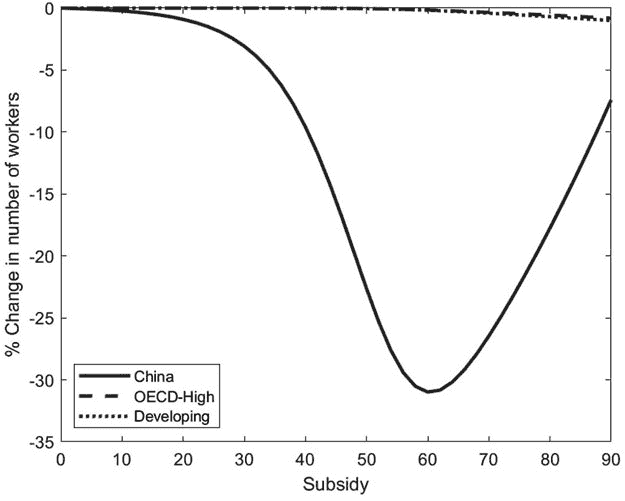 0
-5
-10
-15
-20
-25
-30
-35
% Change in number of workers
China
OECD-High
Developing
0 10 20 30 40 50 60 70 80 90
Subsidy